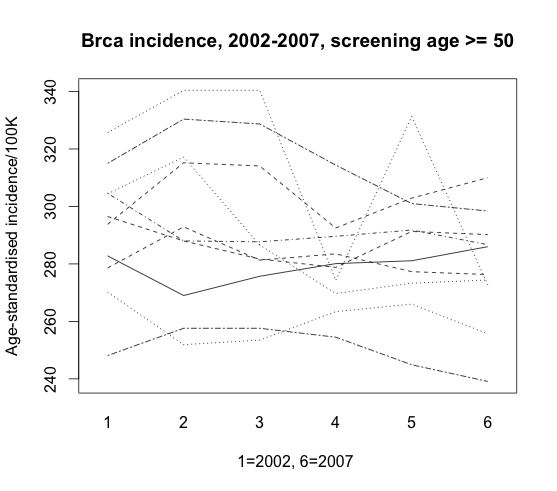 Brca incidence, 2002-2007, screening age >= 50
Age-standardised incidence/100K
340
320
300
280
260
240
1 2 3 4 5 6
1=2002, 6=2007